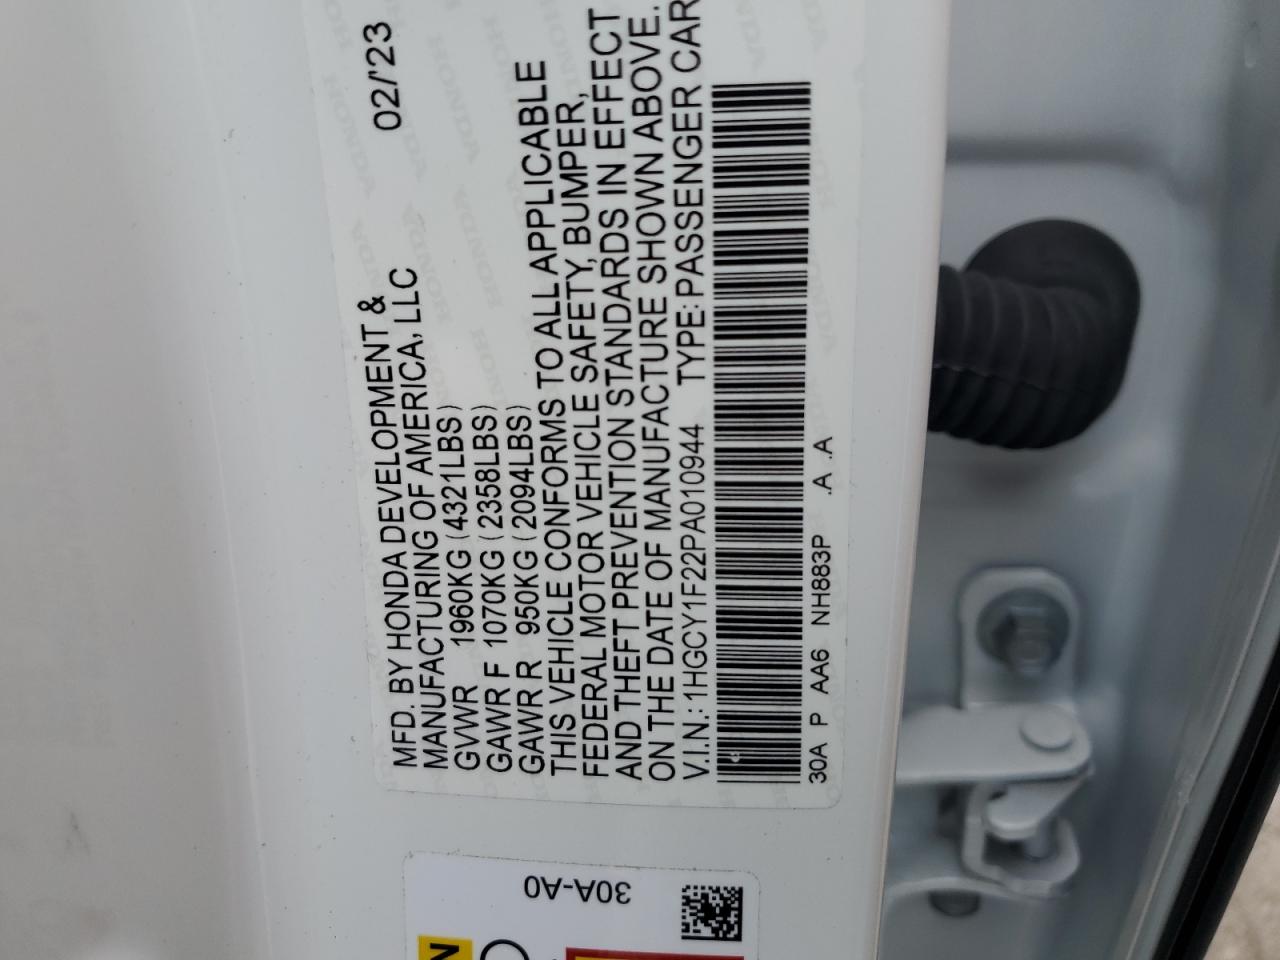 MFD. BY HONDA DEVELOPMENT & 02/'23
MANUFACTURING OF AMERICA, LLC
GVWR 1960KG (4321LBS)
GAWR F 1070KG (2358LBS)
GAWR R 950KG (2094LBS)
THIS VEHICLE CONFORMS TO ALL APPLICABLE
FEDERAL MOTOR VEHICLE SAFETY, BUMPER,
AND THEFT PREVENTION STANDARDS IN EFFECT
ON THE DATE OF MANUFACTURE SHOWN ABOVE.
V.I.N.: 1HGCY1F22PA010944 TYPE: PASSENGER CAR
30A P AA6 NH883P .A .A
30A-A0